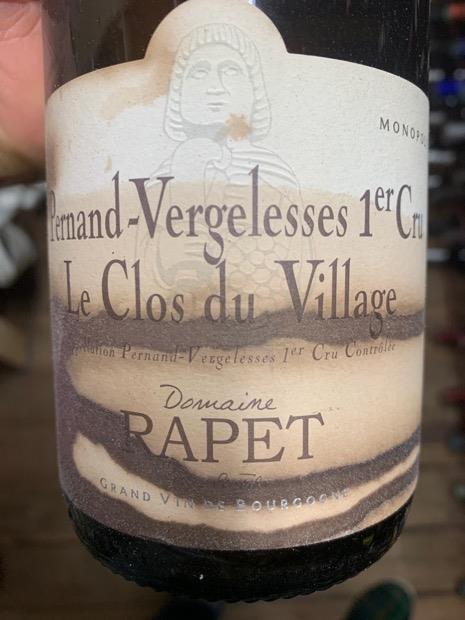 MONOPOLE
Pernand-Vergelesses 1er Cru
Le Clos du Village
Appellation Pernand-Vergelesses 1er Cru Contrôlée
Domaine
RAPET
GRAND VIN DE BOURGOGNE